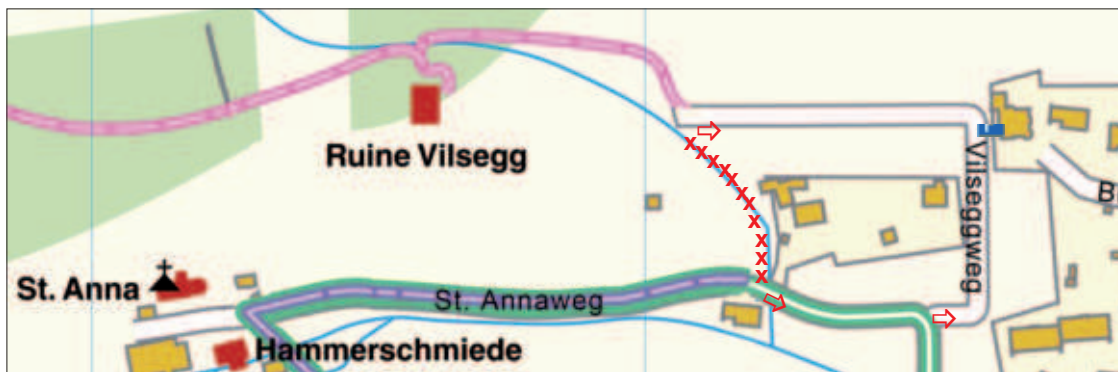 Ruine Vilsegg
Vilseggweg
B
St. Anna
St. Annaweg
Hammerschmiede
x x x x x x x x x x x